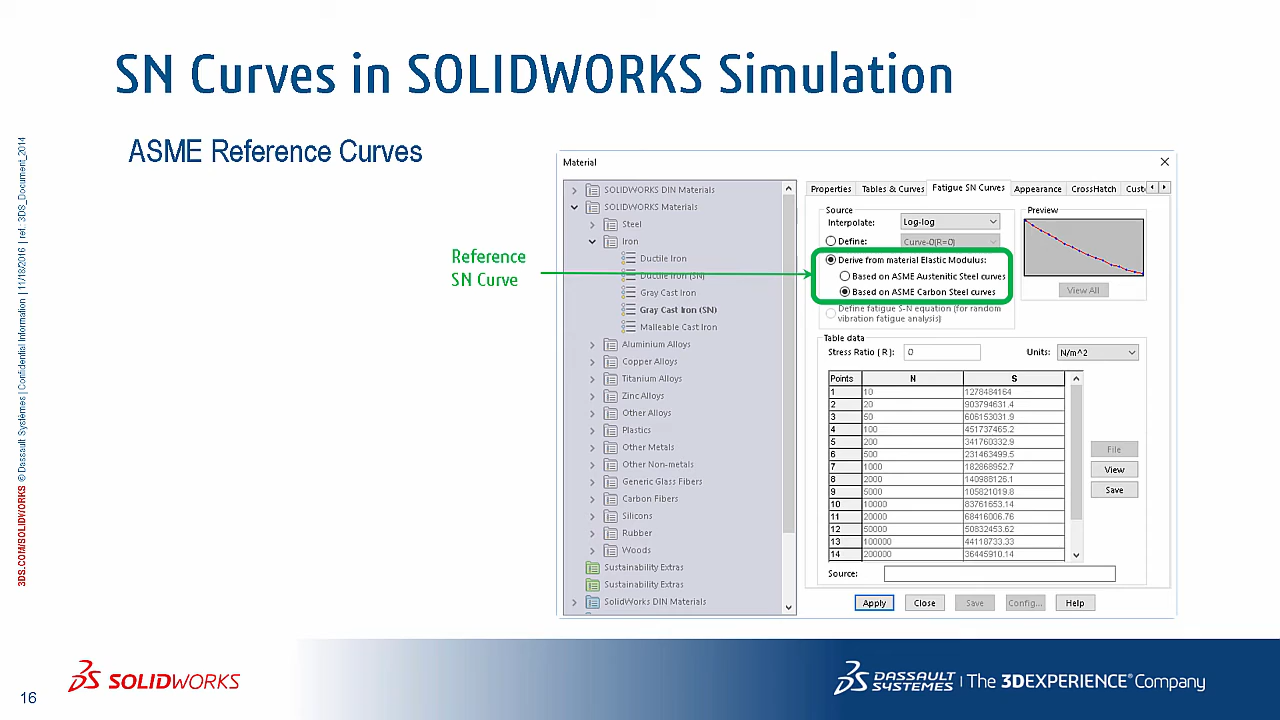 SN Curves in SOLIDWORKS Simulation
ASME Reference Curves
3DS.COM/SOLIDWORKS © Dassault Systèmes | Confidential Information | 11/18/2016 | ref.: 3DS_Document_2014
Reference
SN Curve
Material
SOLIDWORKS DIN Materials
SOLIDWORKS Materials
Steel
Iron
Ductile Iron
Ductile Iron (SN)
Gray Cast Iron
Gray Cast Iron (SN)
Malleable Cast Iron
Aluminium Alloys
Copper Alloys
Titanium Alloys
Zinc Alloys
Other Alloys
Plastics
Other Metals
Other Non-metals
Generic Glass Fibers
Carbon Fibers
Silicons
Rubber
Woods
Sustainability Extras
Sustainability Extras
SolidWorks DIN Materials
Properties Tables & Curves Fatigue SN Curves Appearance CrossHatch Custo
Source
Interpolate: Log-log
Define: Curve-0(R=0)
Derive from material Elastic Modulus:
Based on ASME Austenitic Steel curves
Based on ASME Carbon Steel curves
Define fatigue S-N equation (for random
vibration fatigue analysis)
Preview
View All
Table data
Stress Ratio ( R ): 0 Units: N/m^2
Points N S
1 10 1278484164
2 20 903794631.4
3 50 606153031.9
4 100 451737465.2
5 200 341760332.9
6 500 231463499.5
7 1000 182868952.7
8 2000 140988126.1
9 5000 105821019.8
10 10000 83761653.14
11 20000 68416006.76
12 50000 50832453.62
13 100000 44118733.33
14 200000 36445910.14
File
View
Save
Source:
Apply Close Save Config... Help
16
SOLIDWORKS
DASSAULT SYSTEMES | The 3DEXPERIENCE® Company